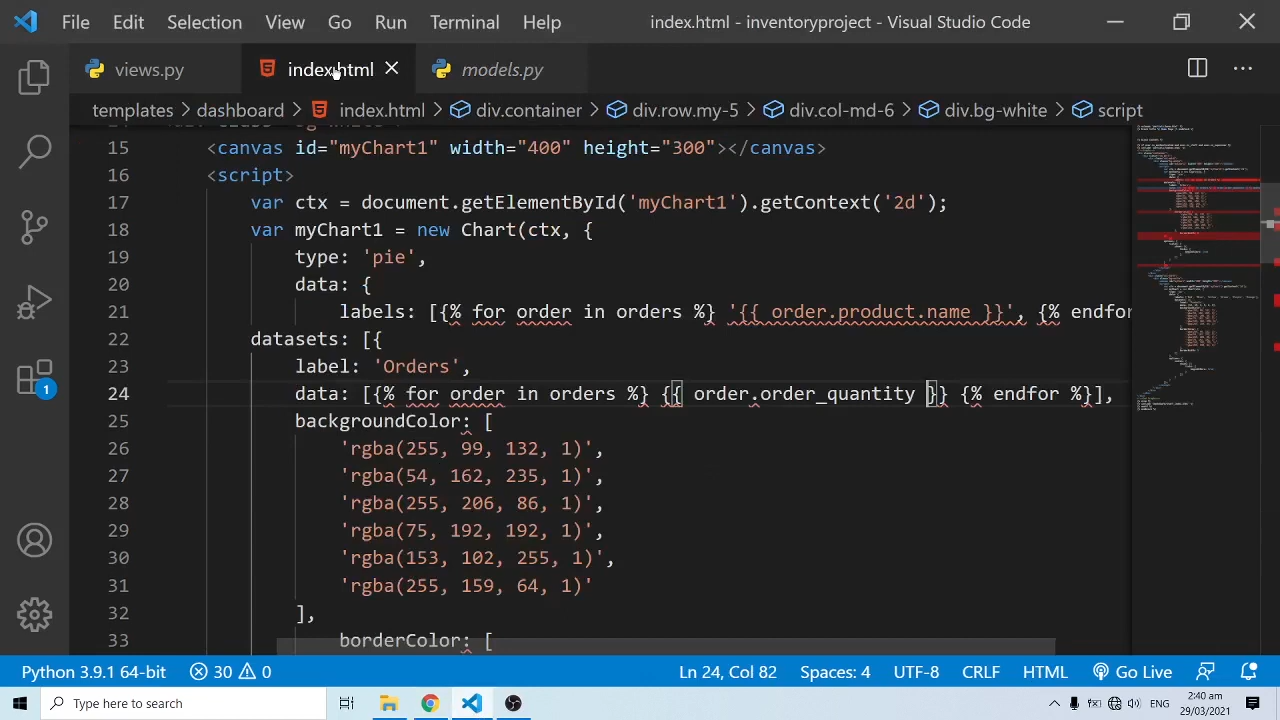 File Edit Selection View Go Run Terminal Help index.html - inventoryproject - Visual Studio Code
views.py index.html models.py
templates > dashboard > index.html > div.container > div.row.my-5 > div.col-md-6 > div.bg-white > script
15 <canvas id="myChart1" width="400" height="300"></canvas>
16 <script>
17 var ctx = document.getElementById('myChart1').getContext('2d');
18 var myChart1 = new Chart(ctx, {
19 type: 'pie',
20 data: {
21 labels: [{% for order in orders %} '{{ order.product.name }}', {% endfor
22 datasets: [{
23 label: 'Orders',
24 data: [{% for order in orders %} {{ order.order_quantity }} {% endfor %}],
25 backgroundColor: [
26 'rgba(255, 99, 132, 1)',
27 'rgba(54, 162, 235, 1)',
28 'rgba(255, 206, 86, 1)',
29 'rgba(75, 192, 192, 1)',
30 'rgba(153, 102, 255, 1)',
31 'rgba(255, 159, 64, 1)'
32 ],
33 borderColor: [
1
Python 3.9.1 64-bit 30 0 Ln 24, Col 82 Spaces: 4 UTF-8 CRLF HTML Go Live
Type here to search ENG 2:40 am
29/03/2021